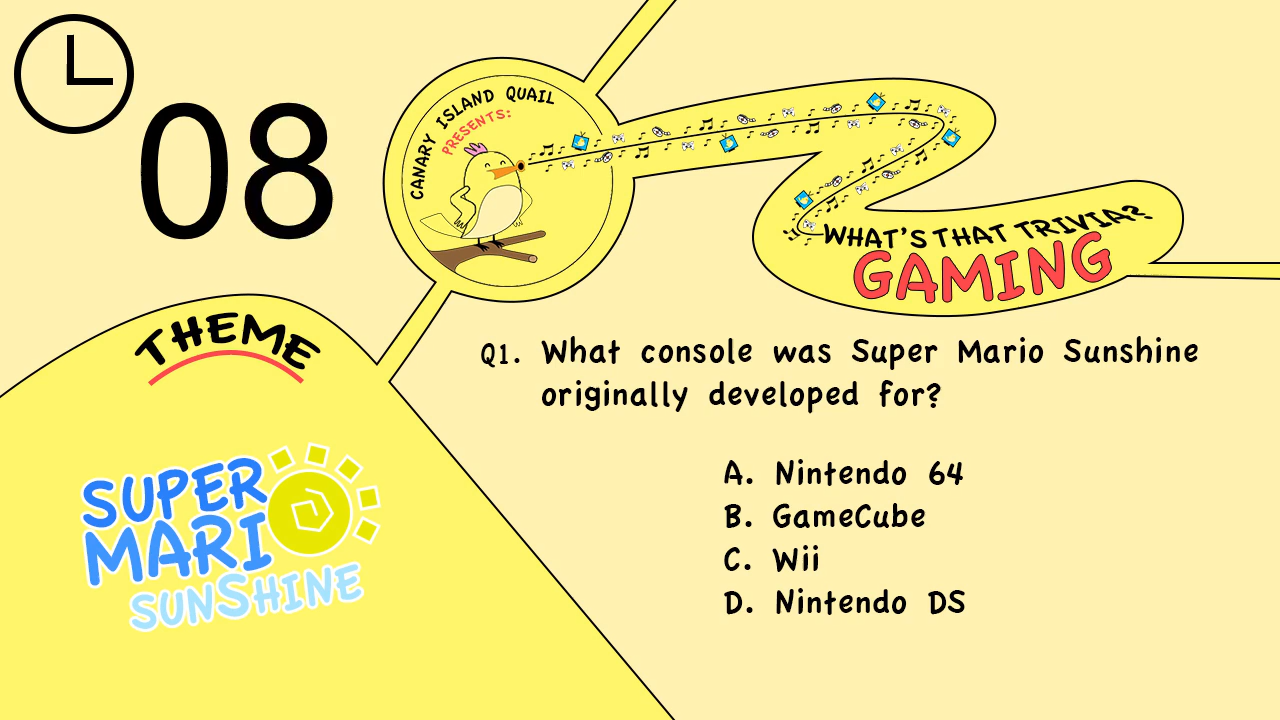 08
CANARY ISLAND QUAIL
PRESENTS:
WHAT'S THAT TRIVIA?
GAMING
THEME
SUPER
MARIO
SUNSHINE
Q1. What console was Super Mario Sunshine
originally developed for?
A. Nintendo 64
B. GameCube
C. Wii
D. Nintendo DS